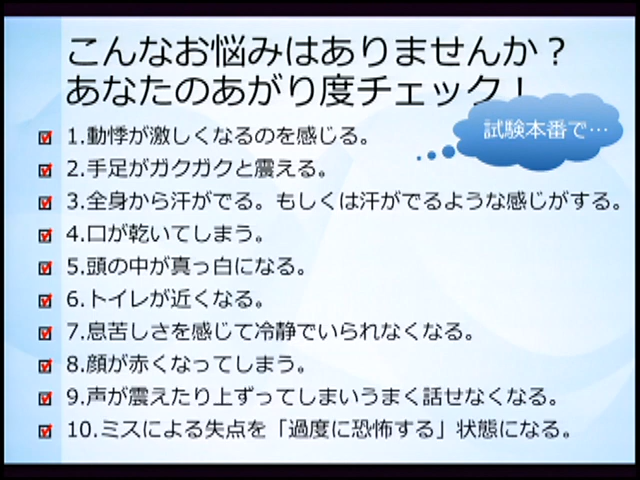 こんなお悩みはありませんか？
あなたのあがり度チェック！
試験本番で…
1.動悸が激しくなるのを感じる。
2.手足がガクガクと震える。
3.全身から汗がでる。もしくは汗がでるような感じがする。
4.口が乾いてしまう。
5.頭の中が真っ白になる。
6.トイレが近くなる。
7.息苦しさを感じて冷静でいられなくなる。
8.顔が赤くなってしまう。
9.声が震えたり上ずってしまいうまく話せなくなる。
10.ミスによる失点を「過度に恐怖する」状態になる。